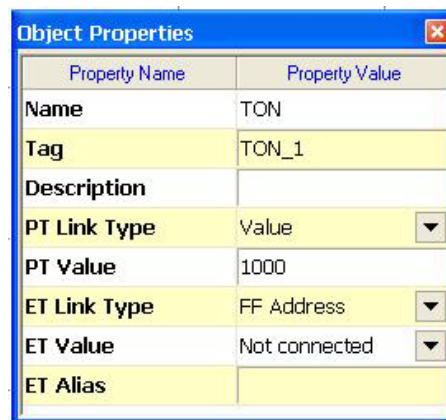 Object Properties
Property Name Property Value
Name TON
Tag TON_1
Description
PT Link Type Value
PT Value 1000
ET Link Type FF Address
ET Value Not connected
ET Alias